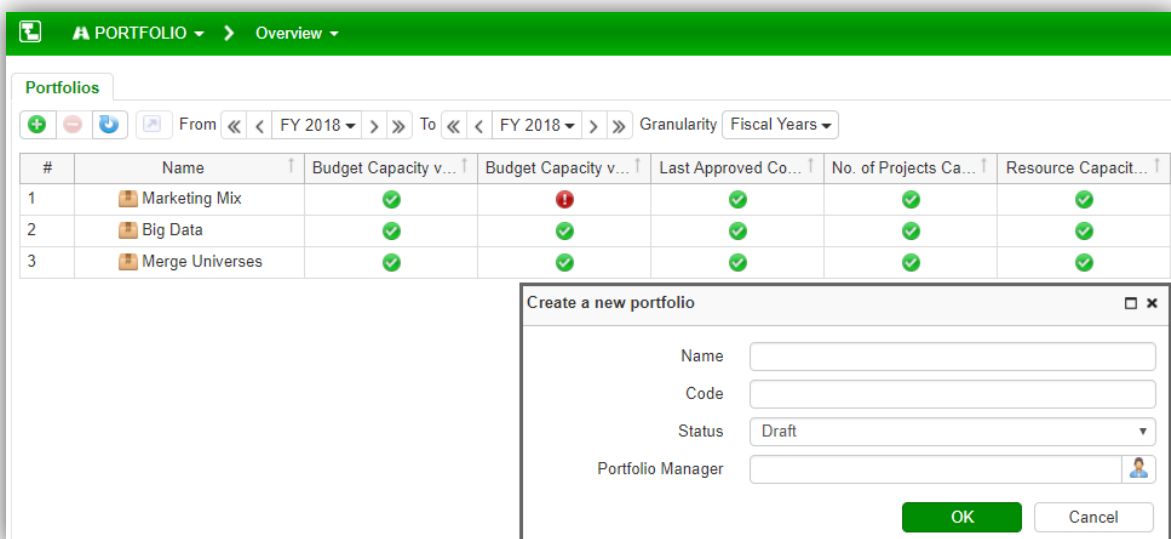 PORTFOLIO Overview
Portfolios
From FY 2018 To FY 2018 Granularity Fiscal Years
# Name Budget Capacity v... Budget Capacity v... Last Approved Co... No. of Projects Ca... Resource Capacit...
1 Marketing Mix
2 Big Data
3 Merge Universes
Create a new portfolio
Name
Code
Status Draft
Portfolio Manager
OK Cancel